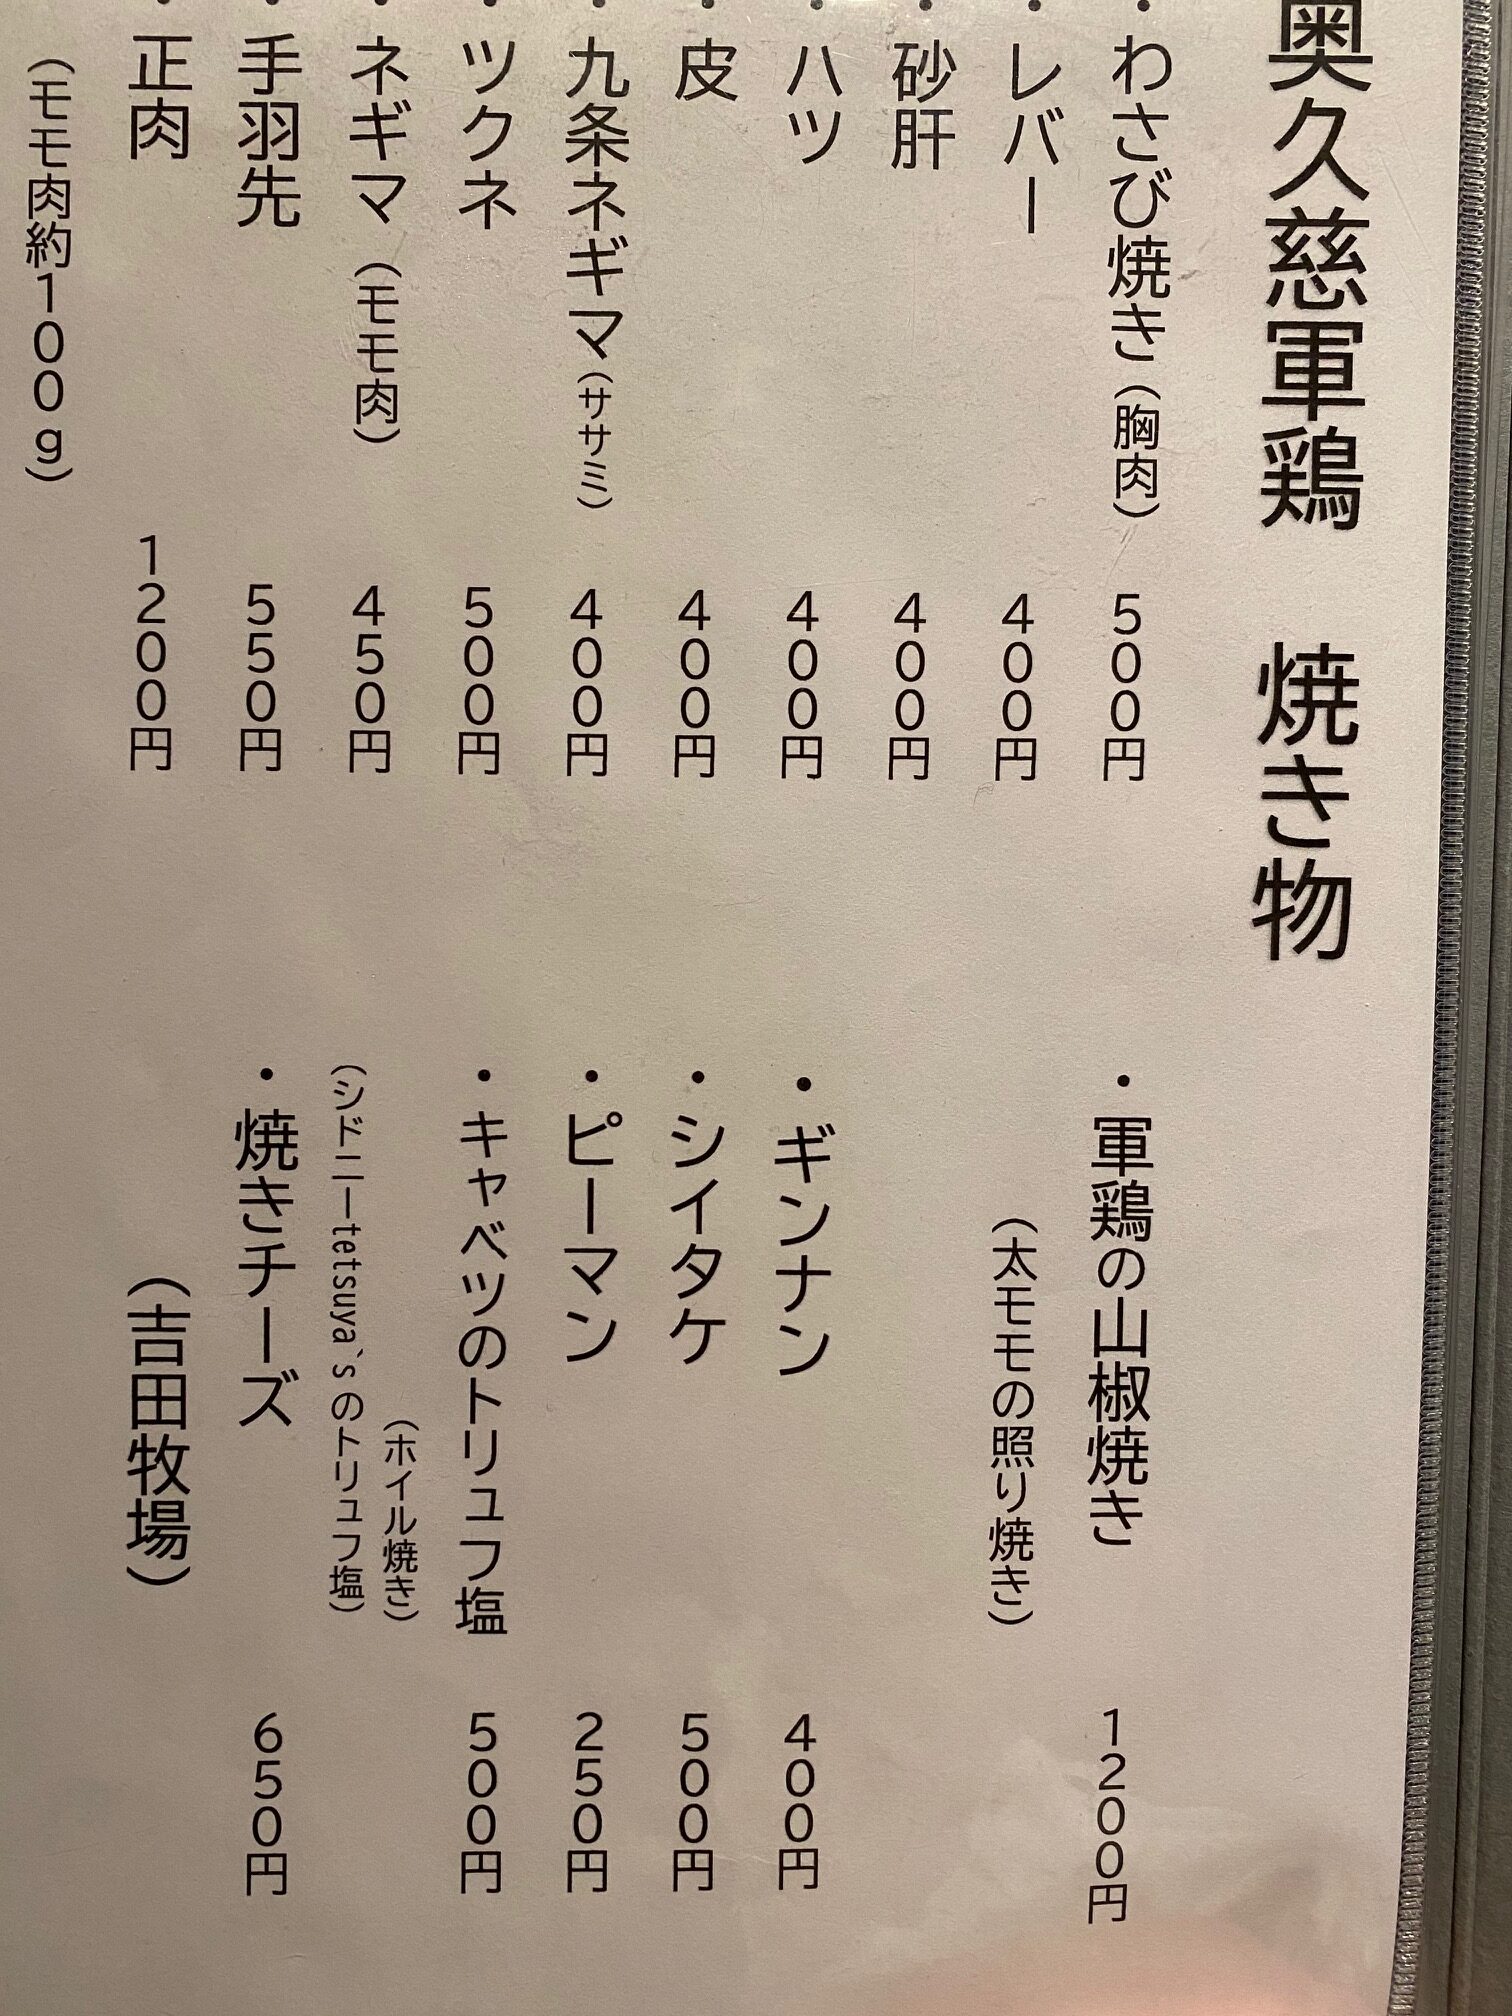 奥久慈軍鶏　焼き物
・わさび焼き（胸肉）　５００円
・レバー　４００円
・砂肝　４００円
・ハツ　４００円
・皮　４００円
・九条ネギマ（ササミ）　４００円
・ツクネ　５００円
・ネギマ（モモ肉）　４５０円
・手羽先　５５０円
・正肉　１２００円
（モモ肉約１００ｇ）
・軍鶏の山椒焼き　１２００円
（太モモの照り焼き）
・ギンナン　４００円
・シイタケ　５００円
・ピーマン　２５０円
・キャベツのトリュフ塩　５００円
（ホイル焼き）
（シドニーtetsuya`sのトリュフ塩）
・焼きチーズ　６５０円
（吉田牧場）